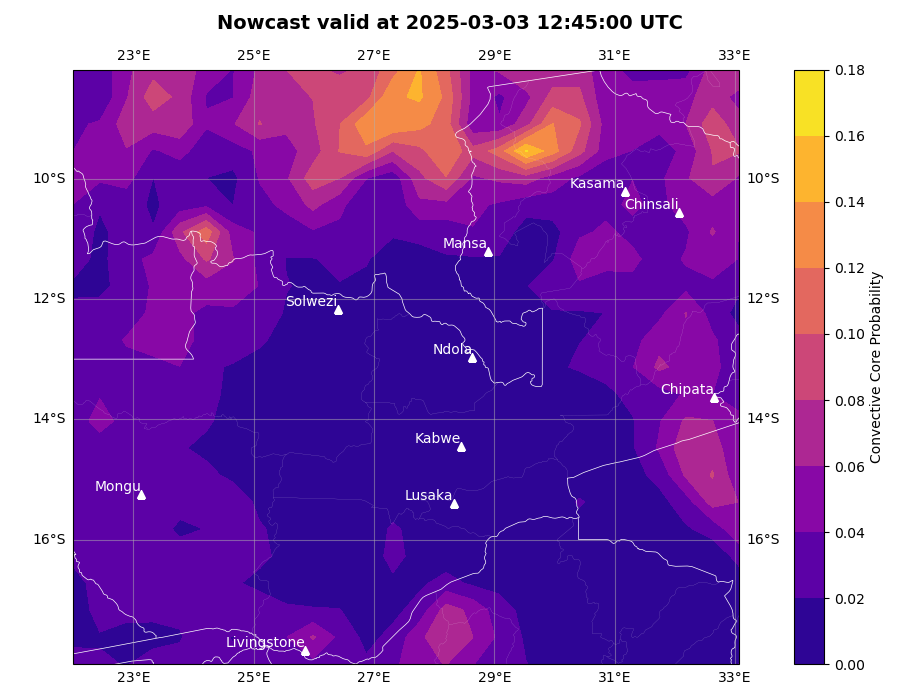 Nowcast valid at 2025-03-03 12:45:00 UTC
23°E 25°E 27°E 29°E 31°E 33°E
0.18
0.16
0.14
0.12
0.10
0.08
0.06
0.04
0.02
0.00
Convective Core Probability
10°S 10°S
12°S 12°S
14°S 14°S
16°S 16°S
Kasama
Chinsali
Mansa
Solwezi
Ndola
Chipata
Kabwe
Mongu
Lusaka
Livingstone
23°E 25°E 27°E 29°E 31°E 33°E